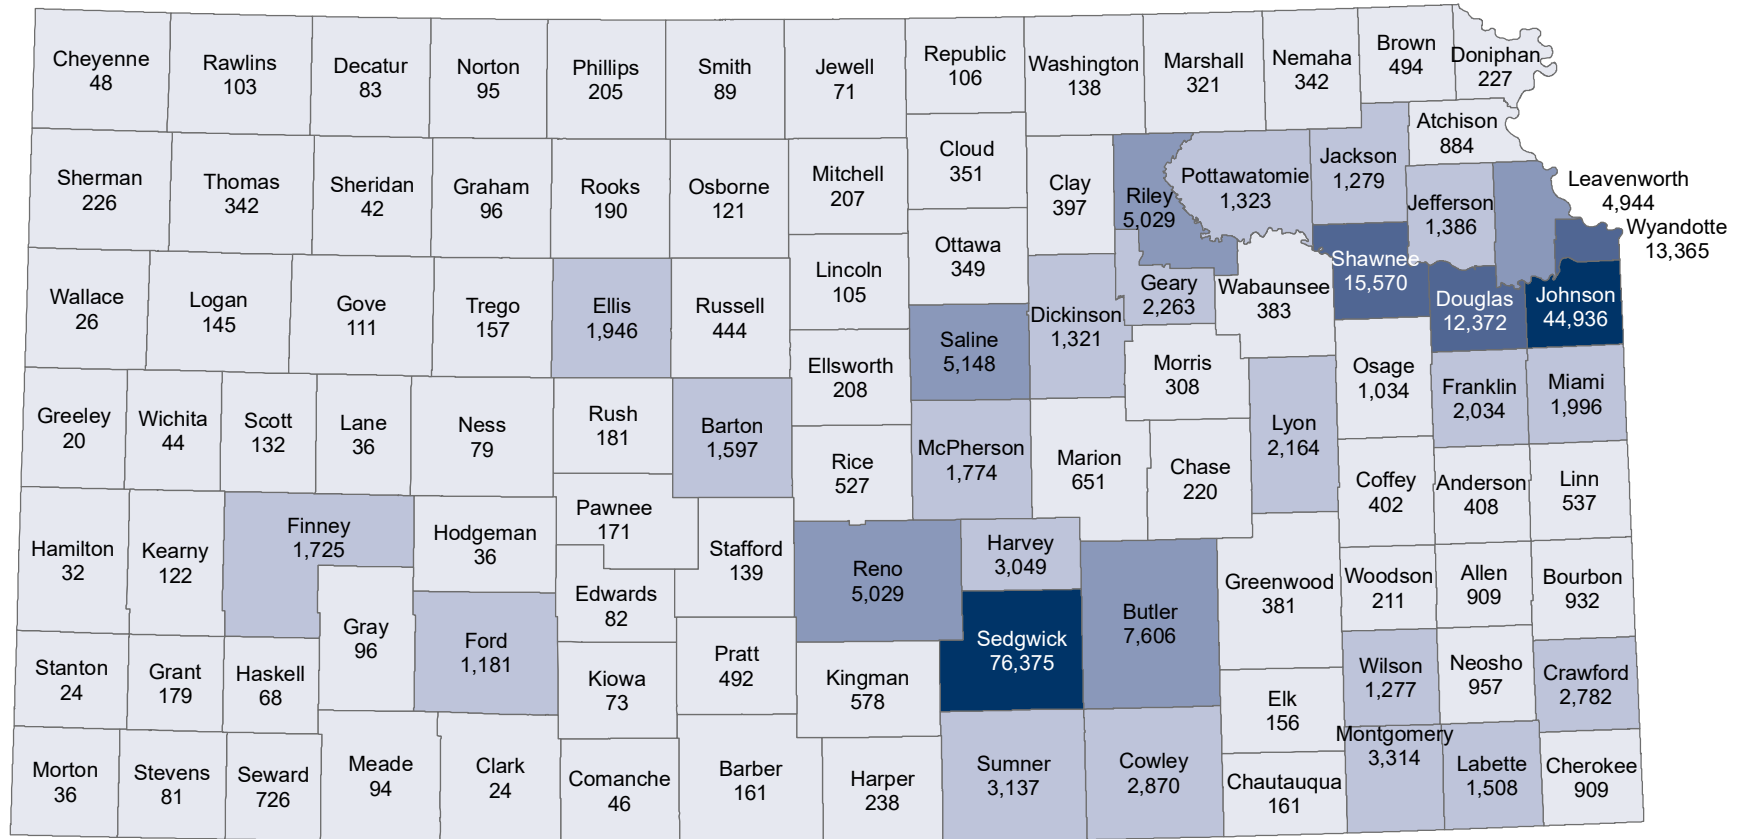 Cheyenne
48
Rawlins
103
Decatur
83
Norton
95
Phillips
205
Smith
89
Jewell
71
Republic
106
Washington
138
Marshall
321
Nemaha
342
Brown
494
Doniphan
227
Sherman
226
Thomas
342
Sheridan
42
Graham
96
Rooks
190
Osborne
121
Mitchell
207
Cloud
351
Clay
397
Riley
5,029
Pottawatomie
1,323
Jackson
1,279
Atchison
884
Jefferson
1,386
Leavenworth
4,944
Wyandotte
13,365
Wallace
26
Logan
145
Gove
111
Trego
157
Ellis
1,946
Russell
444
Lincoln
105
Ottawa
349
Saline
5,148
Dickinson
1,321
Geary
2,263
Wabaunsee
383
Shawnee
15,570
Douglas
12,372
Johnson
44,936
Greeley
20
Wichita
44
Scott
132
Lane
36
Ness
79
Rush
181
Barton
1,597
Ellsworth
208
Rice
527
McPherson
1,774
Marion
651
Morris
308
Chase
220
Lyon
2,164
Osage
1,034
Franklin
2,034
Miami
1,996
Coffey
402
Anderson
408
Linn
537
Hamilton
32
Kearny
122
Finney
1,725
Hodgeman
36
Pawnee
171
Edwards
82
Stafford
139
Reno
5,029
Harvey
3,049
Sedgwick
76,375
Butler
7,606
Greenwood
381
Woodson
211
Allen
909
Bourbon
932
Stanton
24
Grant
179
Haskell
68
Gray
96
Ford
1,181
Kiowa
73
Pratt
492
Kingman
578
Elk
156
Wilson
1,277
Neosho
957
Crawford
2,782
Morton
36
Stevens
81
Seward
726
Meade
94
Clark
24
Comanche
46
Barber
161
Harper
238
Sumner
3,137
Cowley
2,870
Chautauqua
161
Montgomery
3,314
Labette
1,508
Cherokee
909